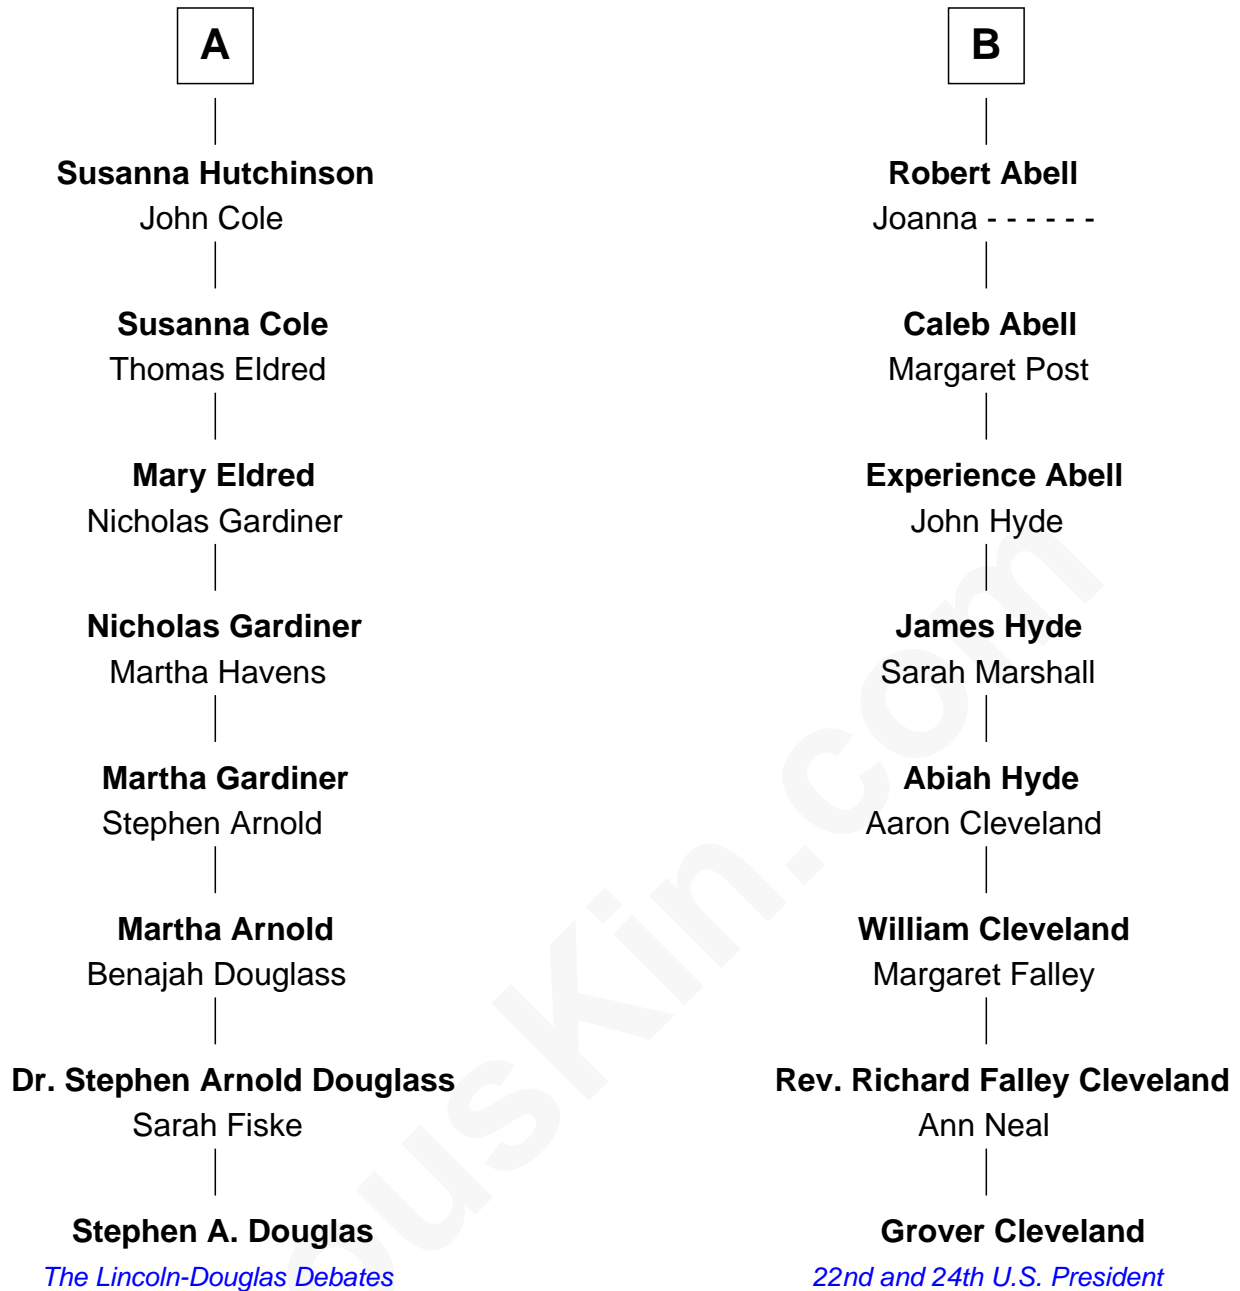 A
Susanna Hutchinson
John Cole
Susanna Cole
Thomas Eldred
Mary Eldred
Nicholas Gardiner
Nicholas Gardiner
Martha Havens
Martha Gardiner
Stephen Arnold
Martha Arnold
Benajah Douglass
Dr. Stephen Arnold Douglass
Sarah Fiske
Stephen A. Douglas
The Lincoln-Douglas Debates
B
Robert Abell
Joanna - - - - - -
Caleb Abell
Margaret Post
Experience Abell
John Hyde
James Hyde
Sarah Marshall
Abiah Hyde
Aaron Cleveland
William Cleveland
Margaret Falley
Rev. Richard Falley Cleveland
Ann Neal
Grover Cleveland
22nd and 24th U.S. President
ousKin.com